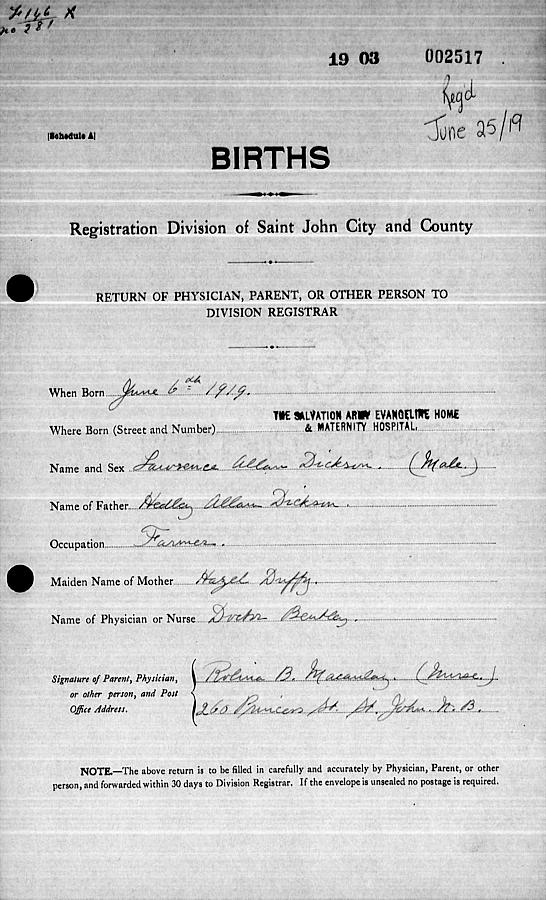 F146 X
no 281
19 03 002517
Reg'd
June 25/19
[Schedule A]
BIRTHS
Registration Division of Saint John City and County
RETURN OF PHYSICIAN, PARENT, OR OTHER PERSON TO
DIVISION REGISTRAR
When Born June 6th 1919.
THE SALVATION ARMY EVANGELINE HOME
Where Born (Street and Number) & MATERNITY HOSPITAL.
Name and Sex Lawrence Allan Dickson. (Male.)
Name of Father Hedley Allan Dickson.
Occupation Farmer.
Maiden Name of Mother Hazel Duffy.
Name of Physician or Nurse Doctor Bentley.
Signature of Parent, Physician, Rolina B. Macaulay. (Nurse.)
or other person, and Post
Office Address. 260 Princess St. St. John. N.B.
NOTE.—The above return is to be filled in carefully and accurately by Physician, Parent, or other
person, and forwarded within 30 days to Division Registrar. If the envelope is unsealed no postage is required.